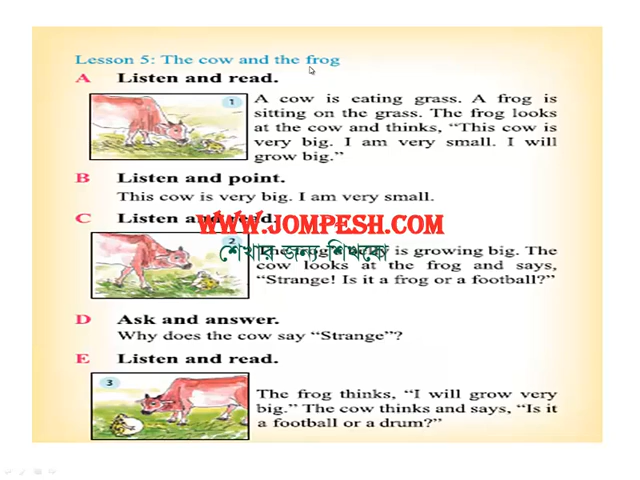 Lesson 5: The cow and the frog
A Listen and read.
1
A cow is eating grass. A frog is
sitting on the grass. The frog looks
at the cow and thinks, “This cow is
very big. I am very small. I will
grow big.”
B Listen and point.
This cow is very big. I am very small.
C Listen and read.
WWW.JOMPESH.COM
শেখার জন্য শিখবো
2
is growing big. The
cow looks at the frog and says,
“Strange! Is it a frog or a football?”
D Ask and answer.
Why does the cow say “Strange”?
E Listen and read.
3
The frog thinks, “I will grow very
big.” The cow thinks and says, “Is it
a football or a drum?”